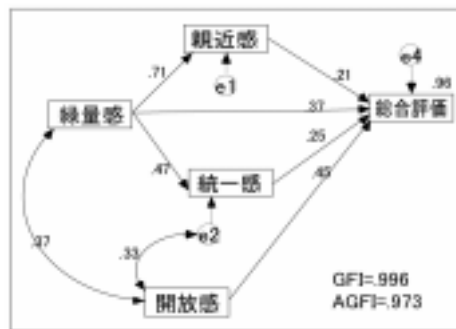 親近感
e4
.71
e1
.21
.96
緑量感
.37
総合評価
.47
.25
統一感
.45
.37
e2
.33
開放感
GFI=.996
AGFI=.973